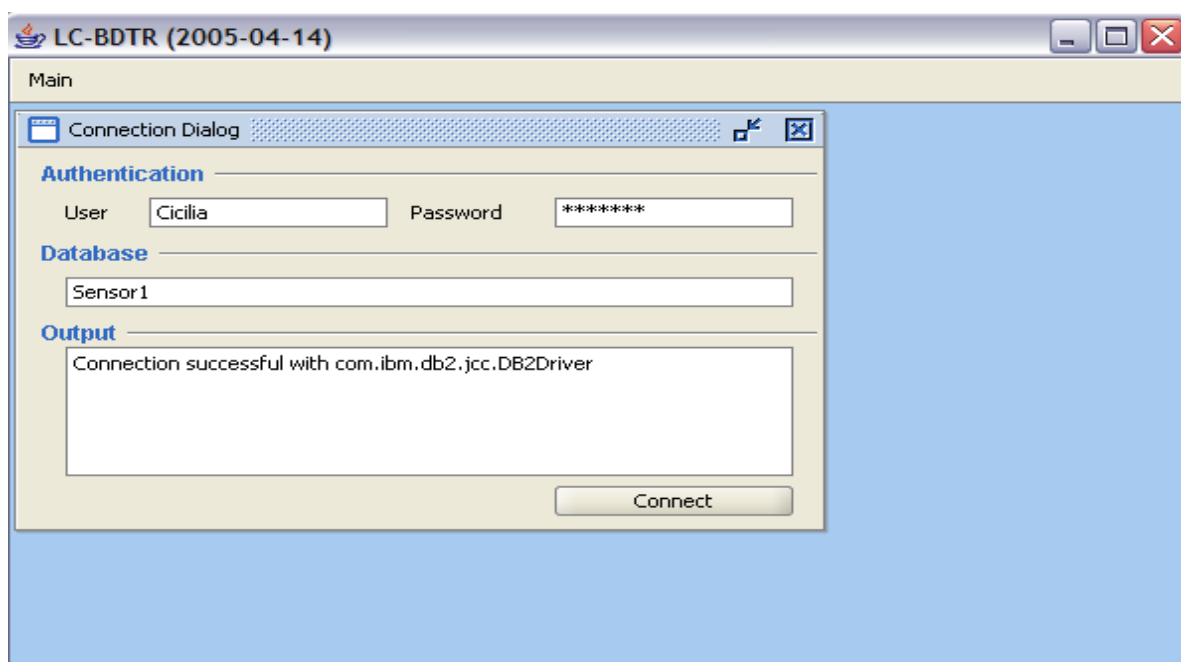 LC-BDTR (2005-04-14)
Main
Connection Dialog
Authentication
User Cicilia Password *******
Database
Sensor1
Output
Connection successful with com.ibm.db2.jcc.DB2Driver
Connect